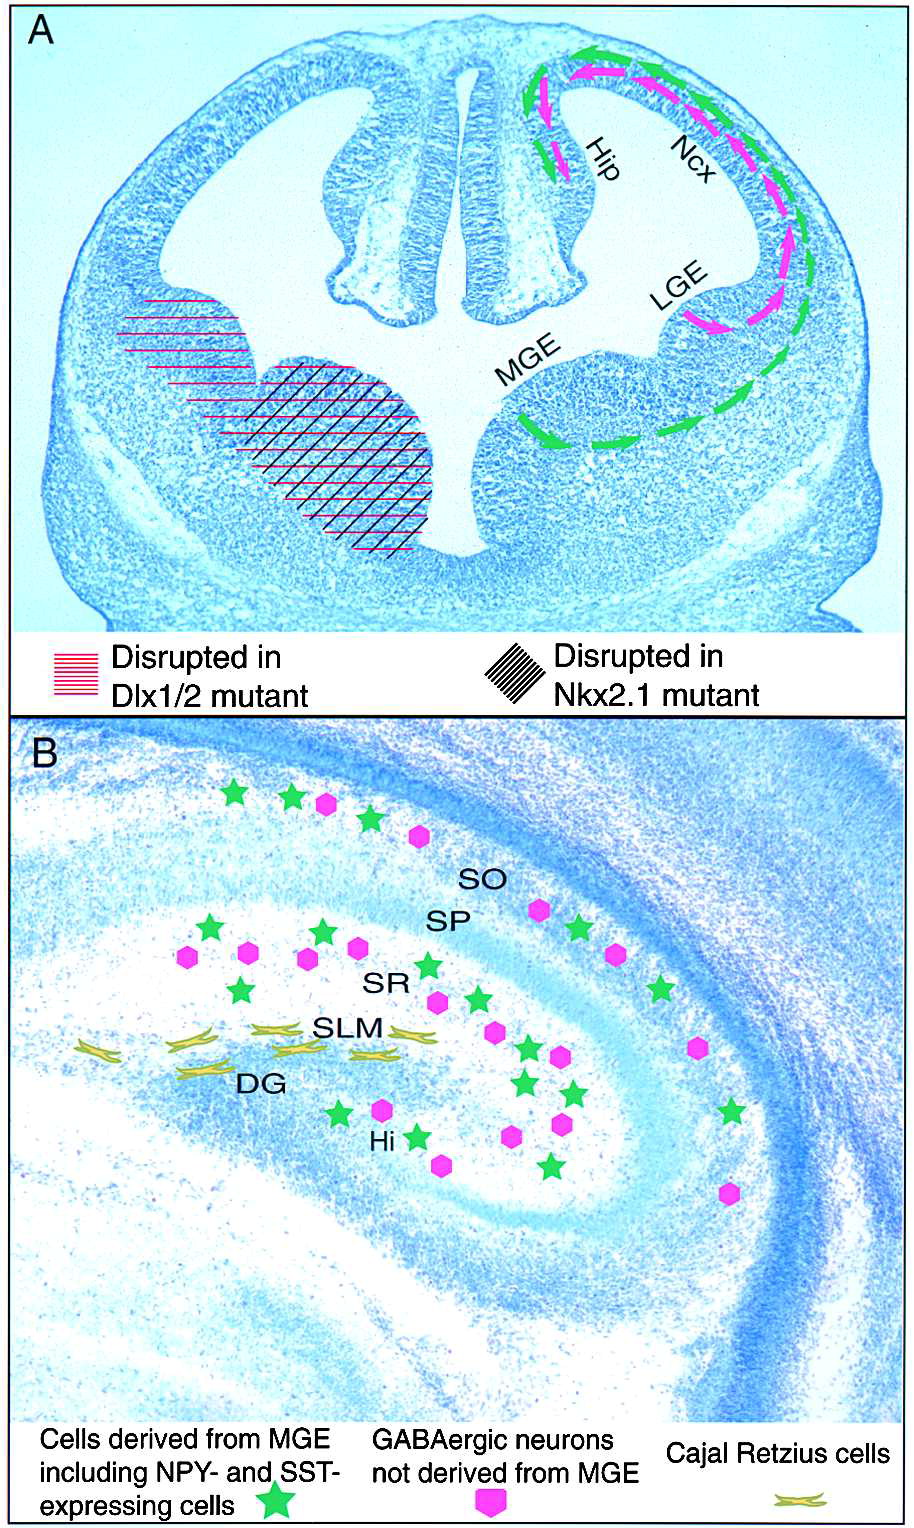 A
Hip
Ncx
LGE
MGE
Disrupted in
Dlx1/2 mutant
Disrupted in
Nkx2.1 mutant
B
SO
SP
SR
SLM
DG
Hi
Cells derived from MGE
including NPY- and SST-
expressing cells
GABAergic neurons
not derived from MGE
Cajal Retzius cells